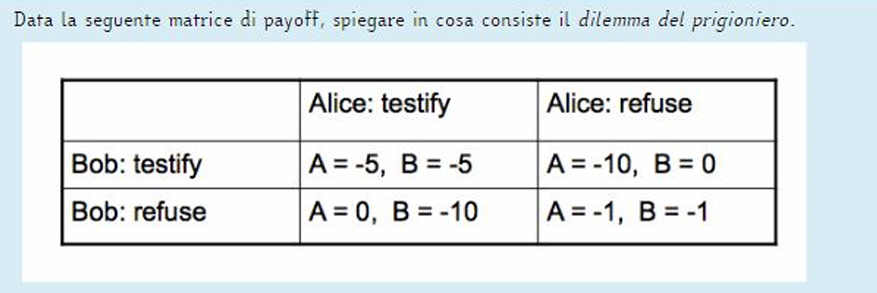 Data la seguente matrice di payoff, spiegare in cosa consiste il dilemma del prigioniero.
Alice: testify Alice: refuse
Bob: testify A = -5, B = -5 A = -10, B = 0
Bob: refuse A = 0, B = -10 A = -1, B = -1